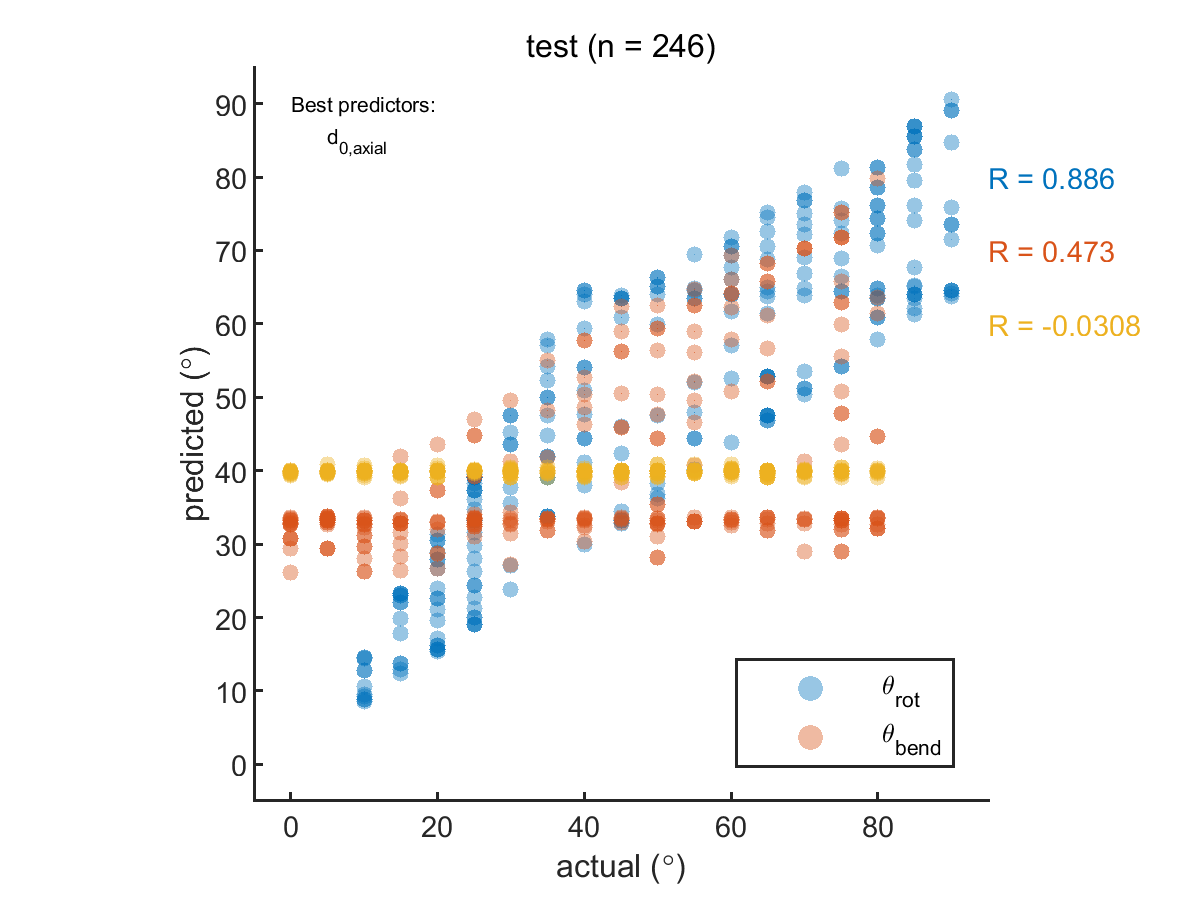 test (n = 246)
Best predictors:
d0,axial
R = 0.886
R = 0.473
R = -0.0308
90
80
70
60
50
40
30
20
10
0
predicted (°)
0 20 40 60 80
actual (°)
θrot
θbend